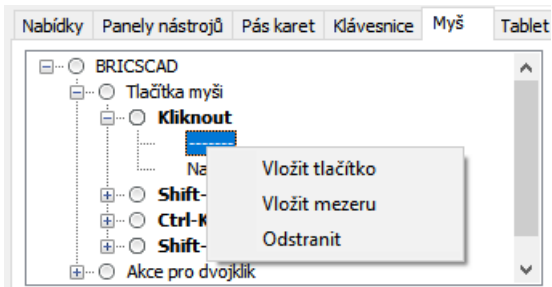 Nabídky Panely nástrojů Pás karet Klávesnice Myš Tablet
BRICSCAD
Tlačítka myši
Kliknout
--------
Na
Vložit tlačítko
Shift-
Vložit mezeru
Ctrl-K
Odstranit
Shift-
Akce pro dvojklik